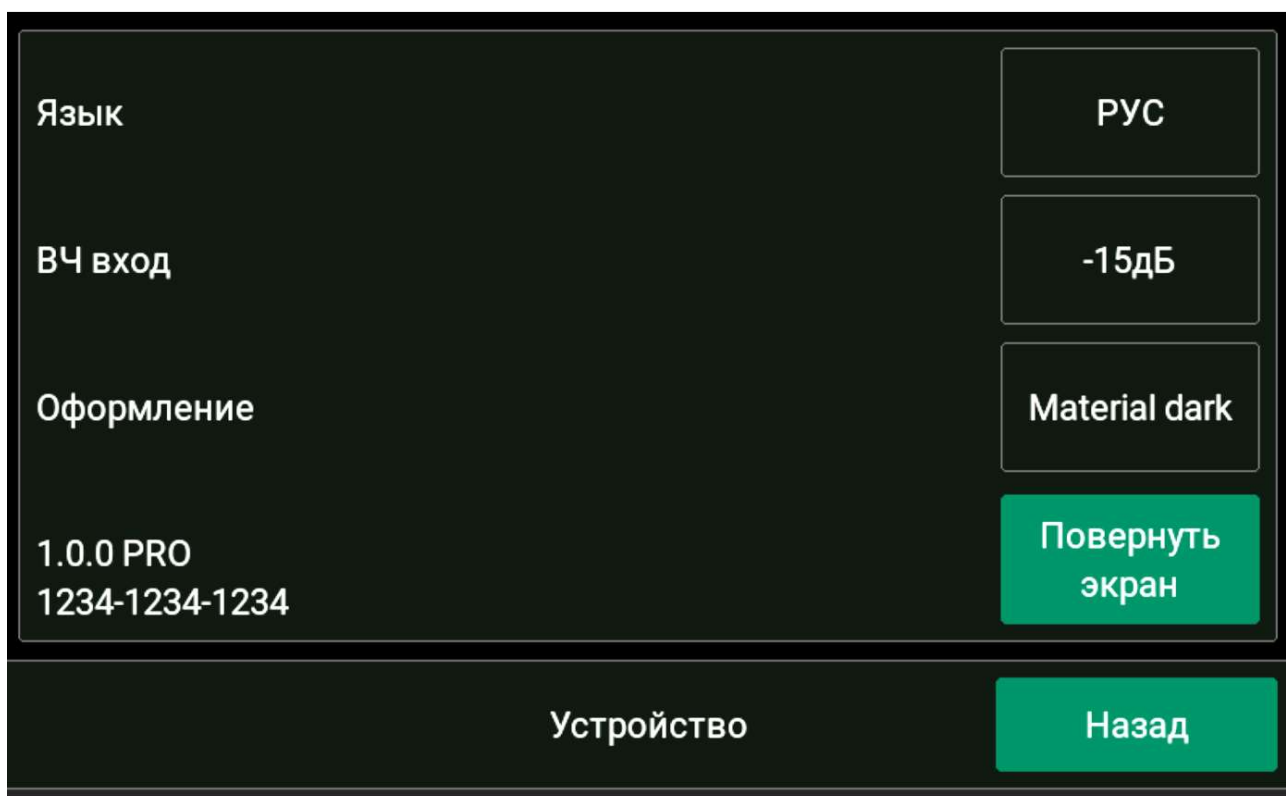 Язык
РУС
ВЧ вход
-15дБ
Оформление
Material dark
1.0.0 PRO
1234-1234-1234
Повернуть
экран
Устройство
Назад